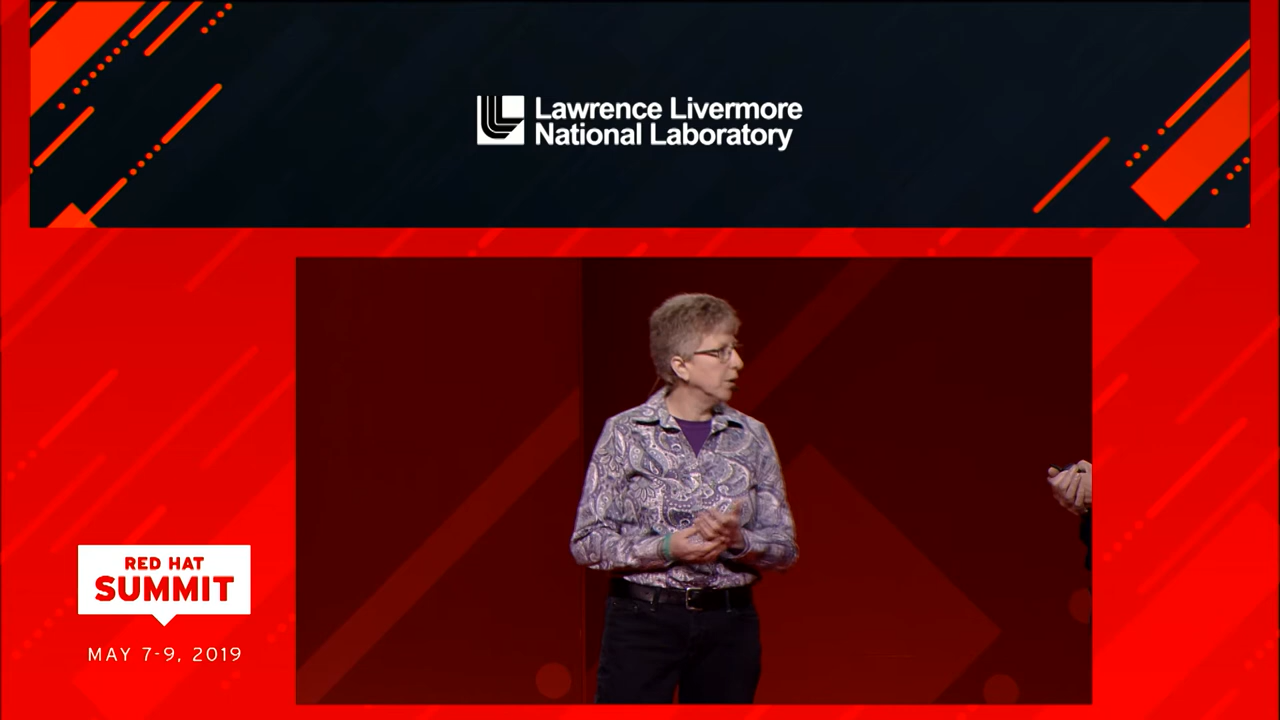 Lawrence Livermore
National Laboratory
RED HAT
SUMMIT
MAY 7-9, 2019